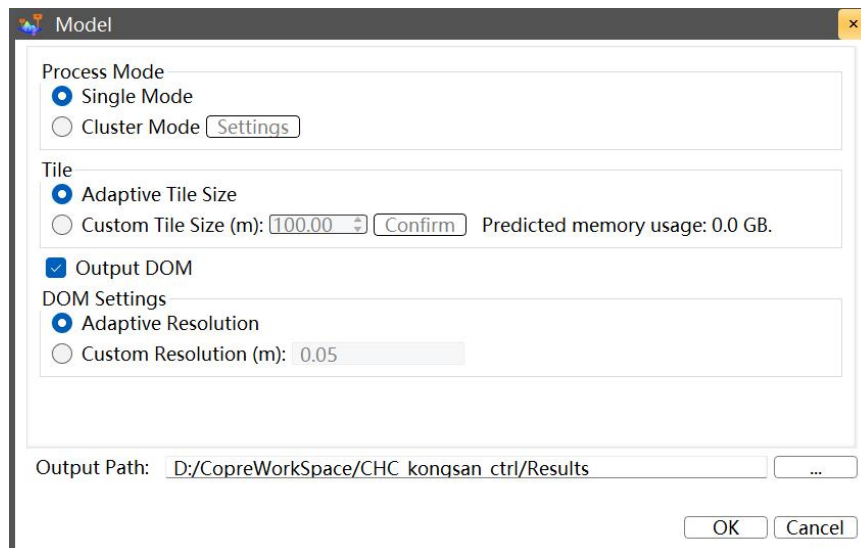 Model
Process Mode
Single Mode
Cluster Mode Settings
Tile
Adaptive Tile Size
Custom Tile Size (m): 100.00 Confirm Predicted memory usage: 0.0 GB.
Output DOM
DOM Settings
Adaptive Resolution
Custom Resolution (m): 0.05
Output Path: D:/CopreWorkSpace/CHC_kongsan_ctrl/Results ...
OK Cancel